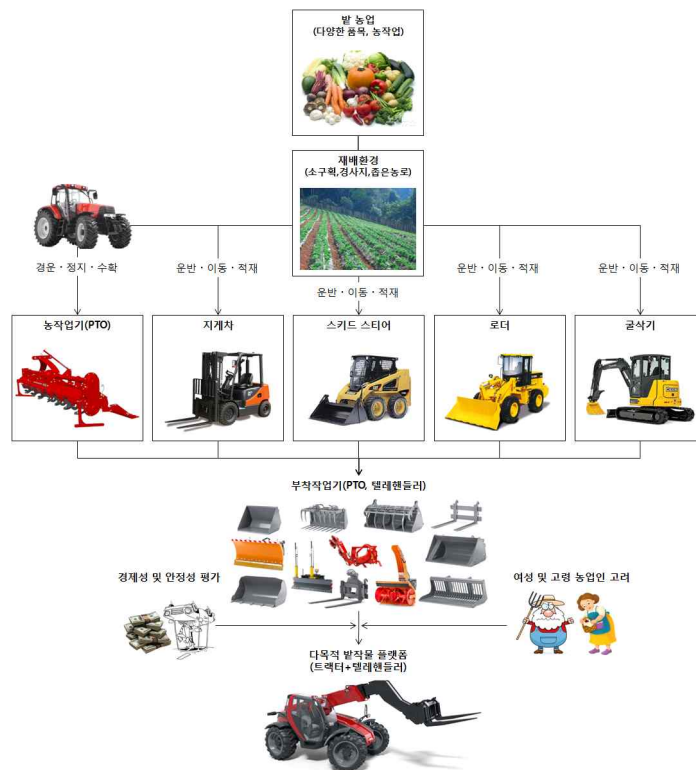 밭 농업
(다양한 품목, 농작업)
재배환경
(소구획,경사지,좁은농로)
경운·정지·수확
운반·이동·적재
운반·이동·적재
운반·이동·적재
운반·이동·적재
농작업기(PTO)
지게차
스키드 스티어
로더
굴삭기
부착작업기(PTO, 텔레핸들러)
경제성 및 안정성 평가
여성 및 고령 농업인 고려
다목적 밭작물 플랫폼
(트랙터+텔레핸들러)